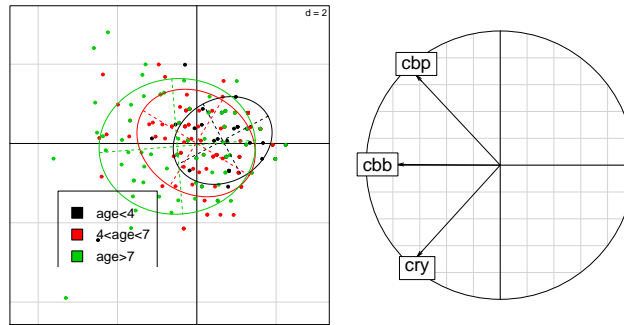 d = 2
age<4
4<age<7
age>7
cbp
cbb
cry